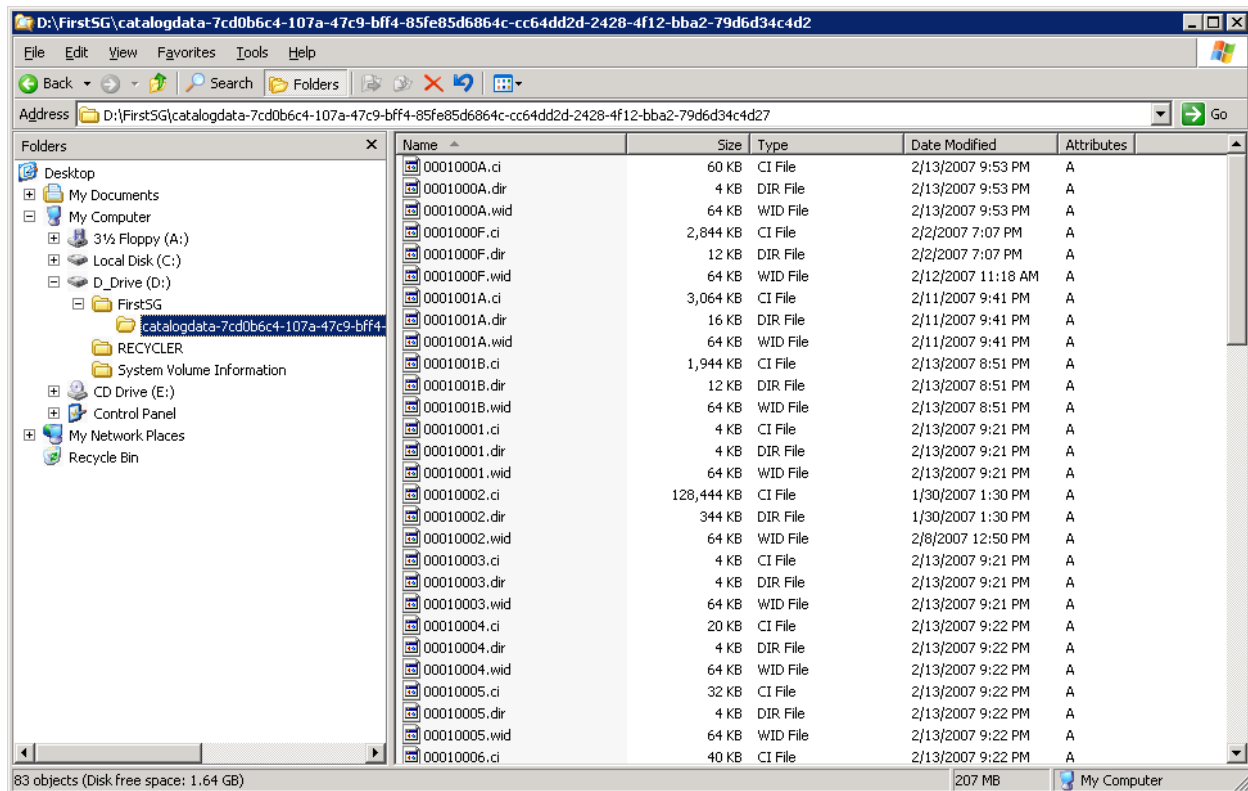 D:\FirstSG\catalogdata-7cd0b6c4-107a-47c9-bff4-85fe85d6864c-cc64dd2d-2428-4f12-bba2-79d6d34c4d2
File Edit View Favorites Tools Help
Back Search Folders
Address D:\FirstSG\catalogdata-7cd0b6c4-107a-47c9-bff4-85fe85d6864c-cc64dd2d-2428-4f12-bba2-79d6d34c4d27 Go
Folders
Desktop
My Documents
My Computer
3½ Floppy (A:)
Local Disk (C:)
D_Drive (D:)
FirstSG
catalogdata-7cd0b6c4-107a-47c9-bff4-
RECYCLER
System Volume Information
CD Drive (E:)
Control Panel
My Network Places
Recycle Bin
Name Size Type Date Modified Attributes
0001000A.ci 60 KB CI File 2/13/2007 9:53 PM A
0001000A.dir 4 KB DIR File 2/13/2007 9:53 PM A
0001000A.wid 64 KB WID File 2/13/2007 9:53 PM A
0001000F.ci 2,844 KB CI File 2/2/2007 7:07 PM A
0001000F.dir 12 KB DIR File 2/2/2007 7:07 PM A
0001000F.wid 64 KB WID File 2/12/2007 11:18 AM A
0001001A.ci 3,064 KB CI File 2/11/2007 9:41 PM A
0001001A.dir 16 KB DIR File 2/11/2007 9:41 PM A
0001001A.wid 64 KB WID File 2/11/2007 9:41 PM A
0001001B.ci 1,944 KB CI File 2/13/2007 8:51 PM A
0001001B.dir 12 KB DIR File 2/13/2007 8:51 PM A
0001001B.wid 64 KB WID File 2/13/2007 8:51 PM A
00010001.ci 4 KB CI File 2/13/2007 9:21 PM A
00010001.dir 4 KB DIR File 2/13/2007 9:21 PM A
00010001.wid 64 KB WID File 2/13/2007 9:21 PM A
00010002.ci 128,444 KB CI File 1/30/2007 1:30 PM A
00010002.dir 344 KB DIR File 1/30/2007 1:30 PM A
00010002.wid 64 KB WID File 2/8/2007 12:50 PM A
00010003.ci 4 KB CI File 2/13/2007 9:21 PM A
00010003.dir 4 KB DIR File 2/13/2007 9:21 PM A
00010003.wid 64 KB WID File 2/13/2007 9:21 PM A
00010004.ci 20 KB CI File 2/13/2007 9:22 PM A
00010004.dir 4 KB DIR File 2/13/2007 9:22 PM A
00010004.wid 64 KB WID File 2/13/2007 9:22 PM A
00010005.ci 32 KB CI File 2/13/2007 9:22 PM A
00010005.dir 4 KB DIR File 2/13/2007 9:22 PM A
00010005.wid 64 KB WID File 2/13/2007 9:22 PM A
00010006.ci 40 KB CI File 2/13/2007 9:22 PM A
83 objects (Disk free space: 1.64 GB) 207 MB My Computer